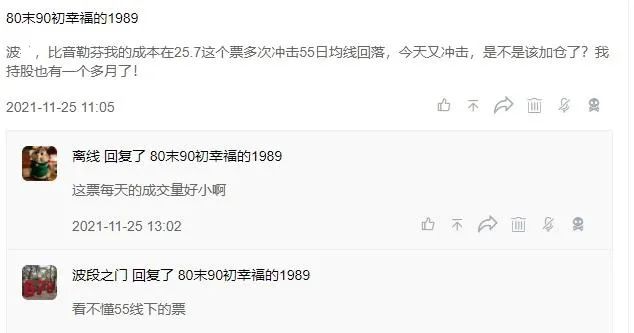 80末90初幸福的1989
波 ，比音勒芬我的成本在25.7这个票多次冲击55日均线回落，今天又冲击，是不是该加仓了？我
持股也有一个多月了！
2021-11-25 11:05
离线 回复了 80末90初幸福的1989
这票每天的成交量好小啊
2021-11-25 13:02
波段之门 回复了 80末90初幸福的1989
看不懂55线下的票